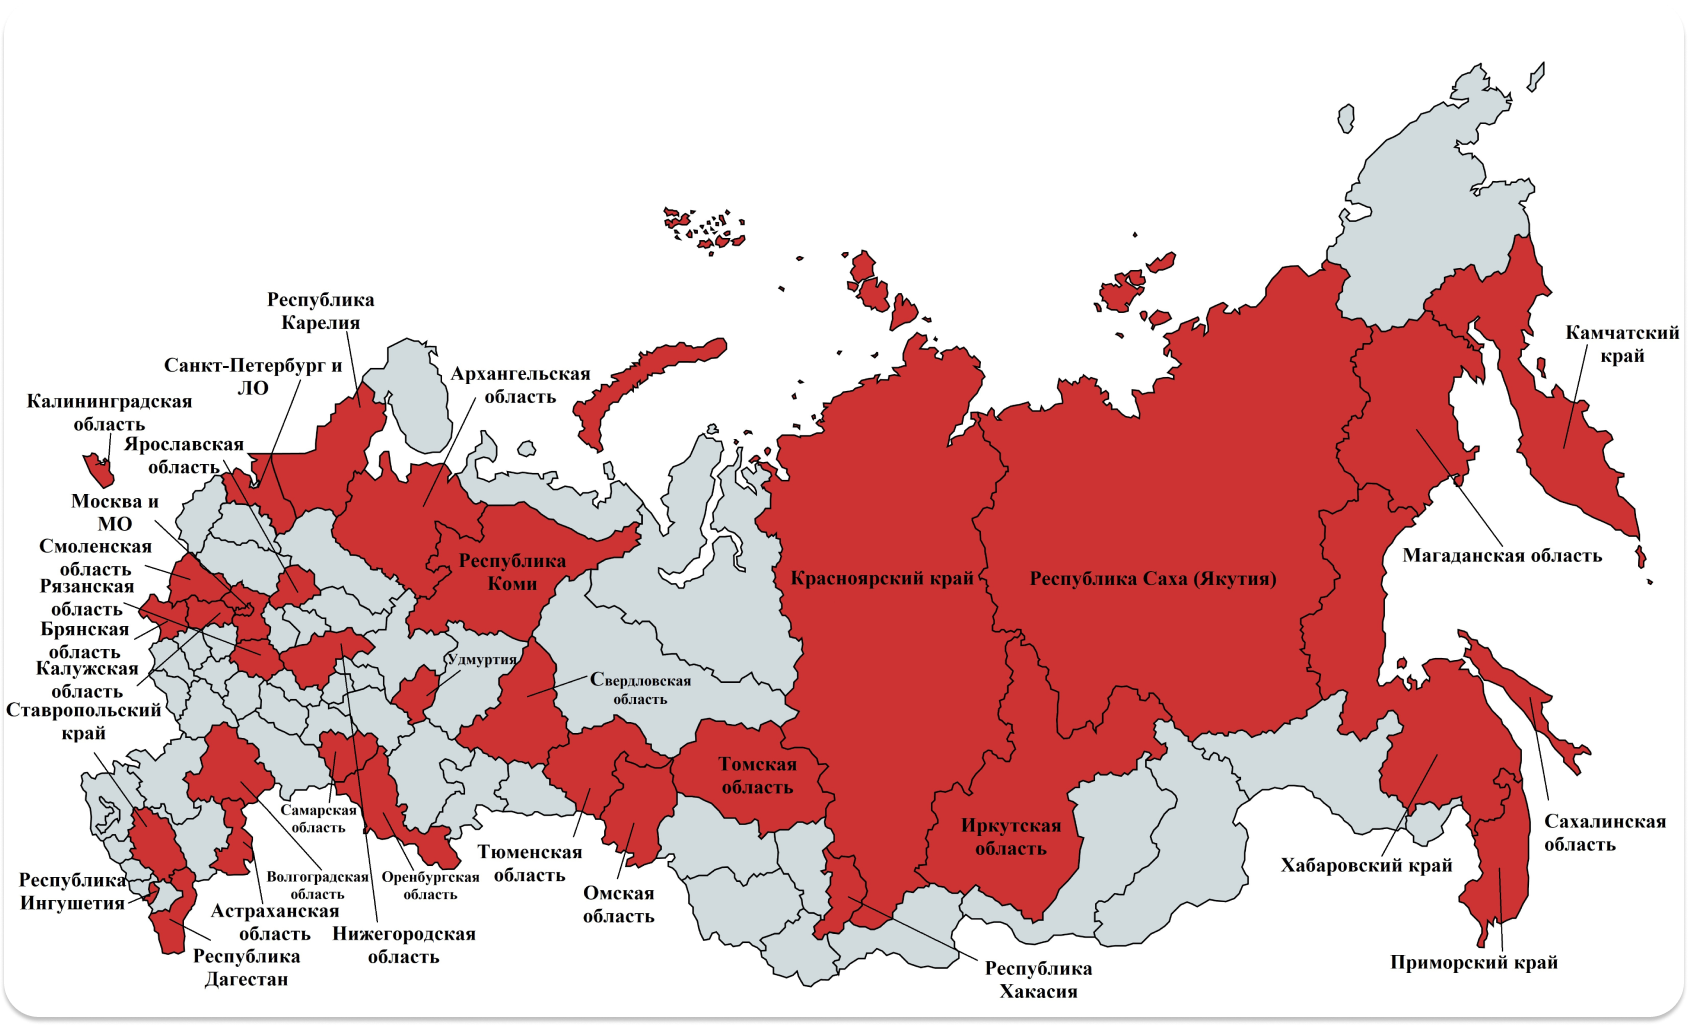 Республика
Карелия
Санкт-Петербург и
ЛО
Архангельская
область
Калининградская
область
Ярославская
область
Москва и
МО
Смоленская
область
Рязанская
область
Брянская
область
Калужская
область
Ставропольский
край
Республика
Коми
Удмуртия
Свердловская
область
Красноярский край
Республика Саха (Якутия)
Камчатский
край
Магаданская область
Томская
область
Иркутская
область
Самарская
область
Волгоградская
область
Оренбургская
область
Тюменская
область
Омская
область
Республика
Ингушетия
Астраханская
область
Нижегородская
область
Республика
Дагестан
Республика
Хакасия
Хабаровский край
Сахалинская
область
Приморский край